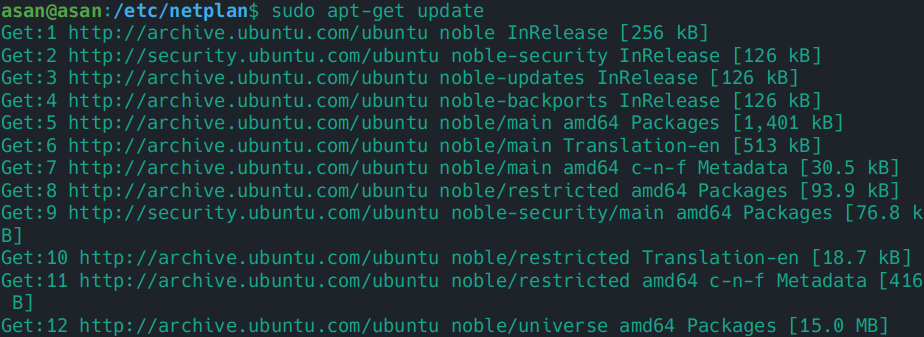 asan@asan:/etc/netplan$ sudo apt-get update
Get:1 http://archive.ubuntu.com/ubuntu noble InRelease [256 kB]
Get:2 http://security.ubuntu.com/ubuntu noble-security InRelease [126 kB]
Get:3 http://archive.ubuntu.com/ubuntu noble-updates InRelease [126 kB]
Get:4 http://archive.ubuntu.com/ubuntu noble-backports InRelease [126 kB]
Get:5 http://archive.ubuntu.com/ubuntu noble/main amd64 Packages [1,401 kB]
Get:6 http://archive.ubuntu.com/ubuntu noble/main Translation-en [513 kB]
Get:7 http://archive.ubuntu.com/ubuntu noble/main amd64 c-n-f Metadata [30.5 kB]
Get:8 http://archive.ubuntu.com/ubuntu noble/restricted amd64 Packages [93.9 kB]
Get:9 http://security.ubuntu.com/ubuntu noble-security/main amd64 Packages [76.8 k
B]
Get:10 http://archive.ubuntu.com/ubuntu noble/restricted Translation-en [18.7 kB]
Get:11 http://archive.ubuntu.com/ubuntu noble/restricted amd64 c-n-f Metadata [416
 B]
Get:12 http://archive.ubuntu.com/ubuntu noble/universe amd64 Packages [15.0 MB]